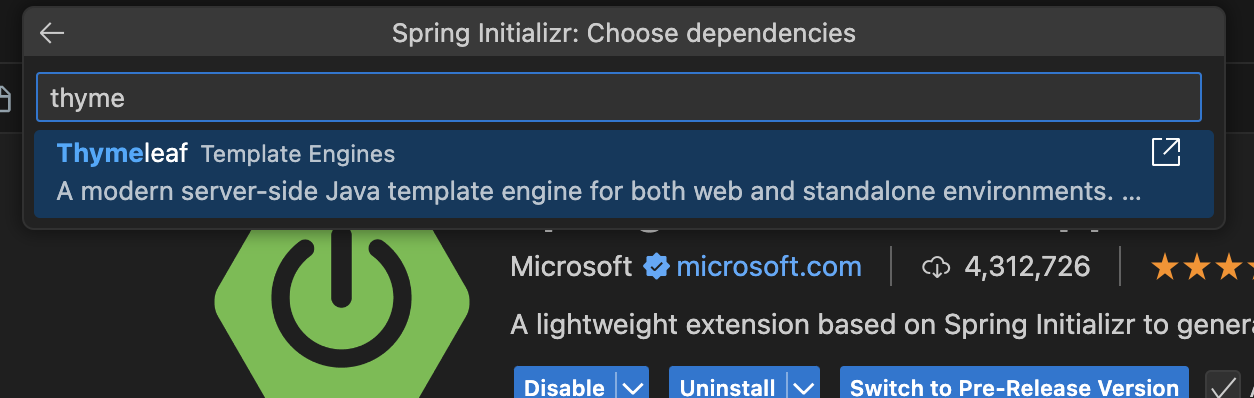 Spring Initializr: Choose dependencies
thyme
Thymeleaf Template Engines
A modern server-side Java template engine for both web and standalone environments. ...
Microsoft microsoft.com 4,312,726
A lightweight extension based on Spring Initializr to
Disable Uninstall Switch to Pre-Release Version